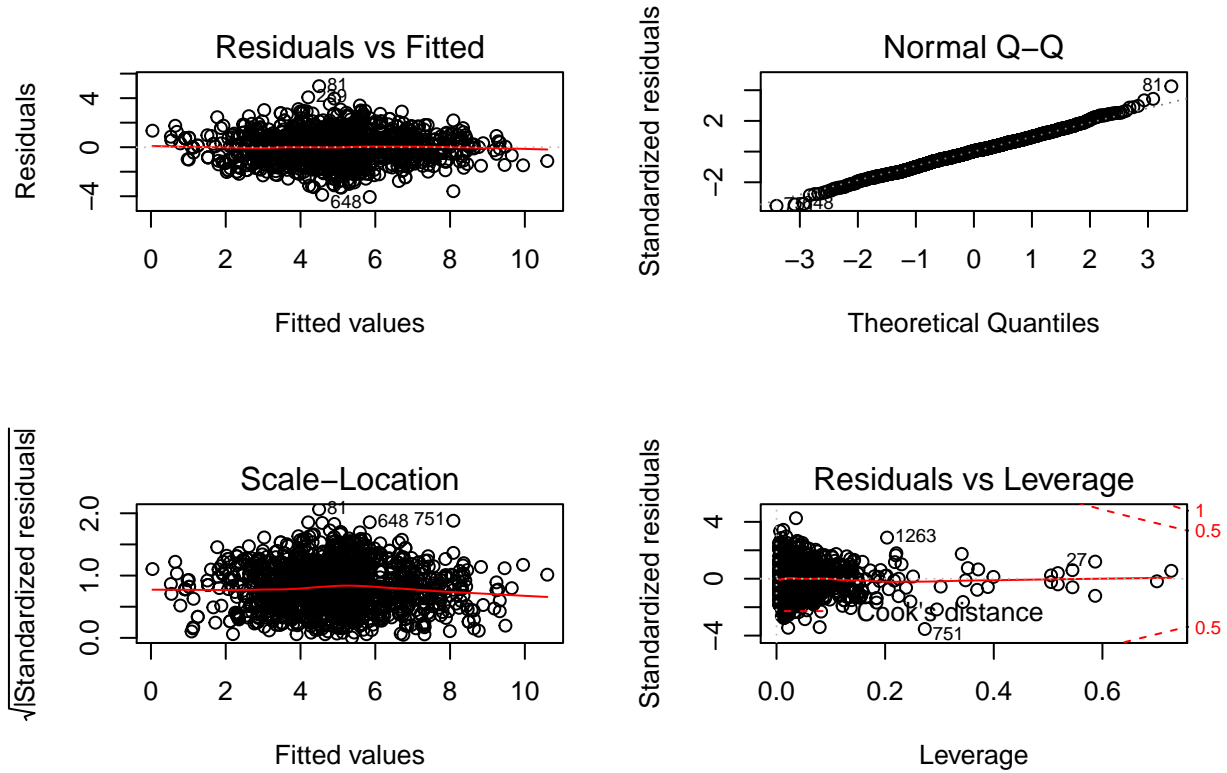 Residuals vs Fitted
Residuals
4
0
−4
81
239
648
0 2 4 6 8 10
Fitted values
Normal Q−Q
Standardized residuals
2
−2
81
751
648
−3 −2 −1 0 1 2 3
Theoretical Quantiles
Scale−Location
√|Standardized residuals|
2.0
1.0
0.0
81
648
751
0 2 4 6 8 10
Fitted values
Residuals vs Leverage
Standardized residuals
4
0
−4
1263
27
751
Cook's distance
1
0.5
0.5
0.0 0.2 0.4 0.6
Leverage